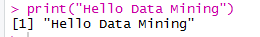 > print("Hello Data Mining")
[1] "Hello Data Mining"